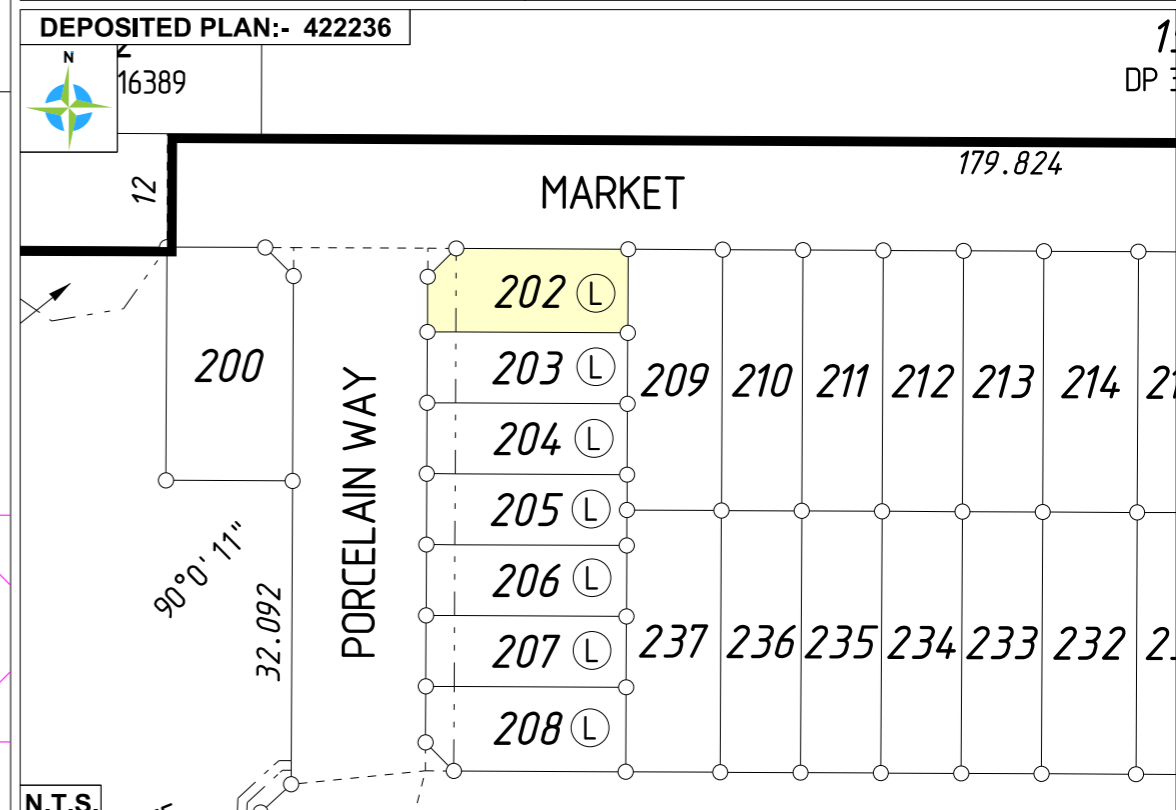 DEPOSITED PLAN:- 422236
N
16389
DP
12
179.824
MARKET
202 L
200
203 L
209 210 211 212 213 214
204 L
PORCELAIN WAY
205 L
90°0'11"
206 L
32.092
207 L
237 236 235 234 233 232
208 L
N.T.S.